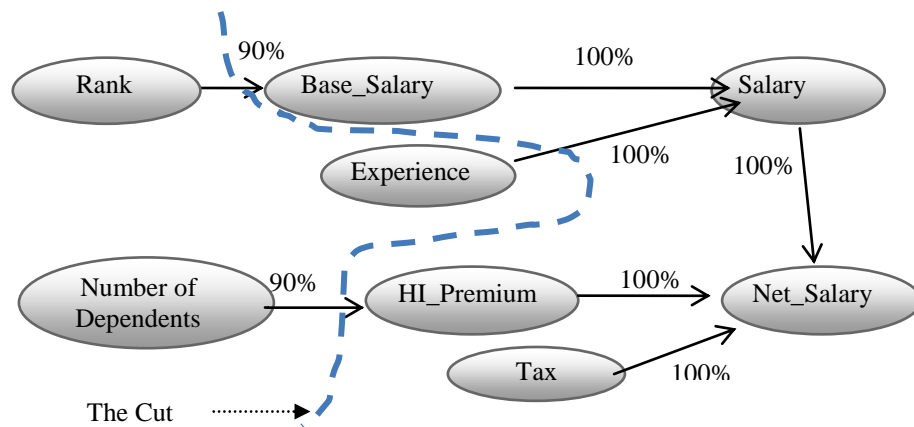 90%
100%
Rank
Base_Salary
Salary
Experience
100%
100%
Number of
Dependents
90%
HI_Premium
100%
Net_Salary
Tax
100%
The Cut